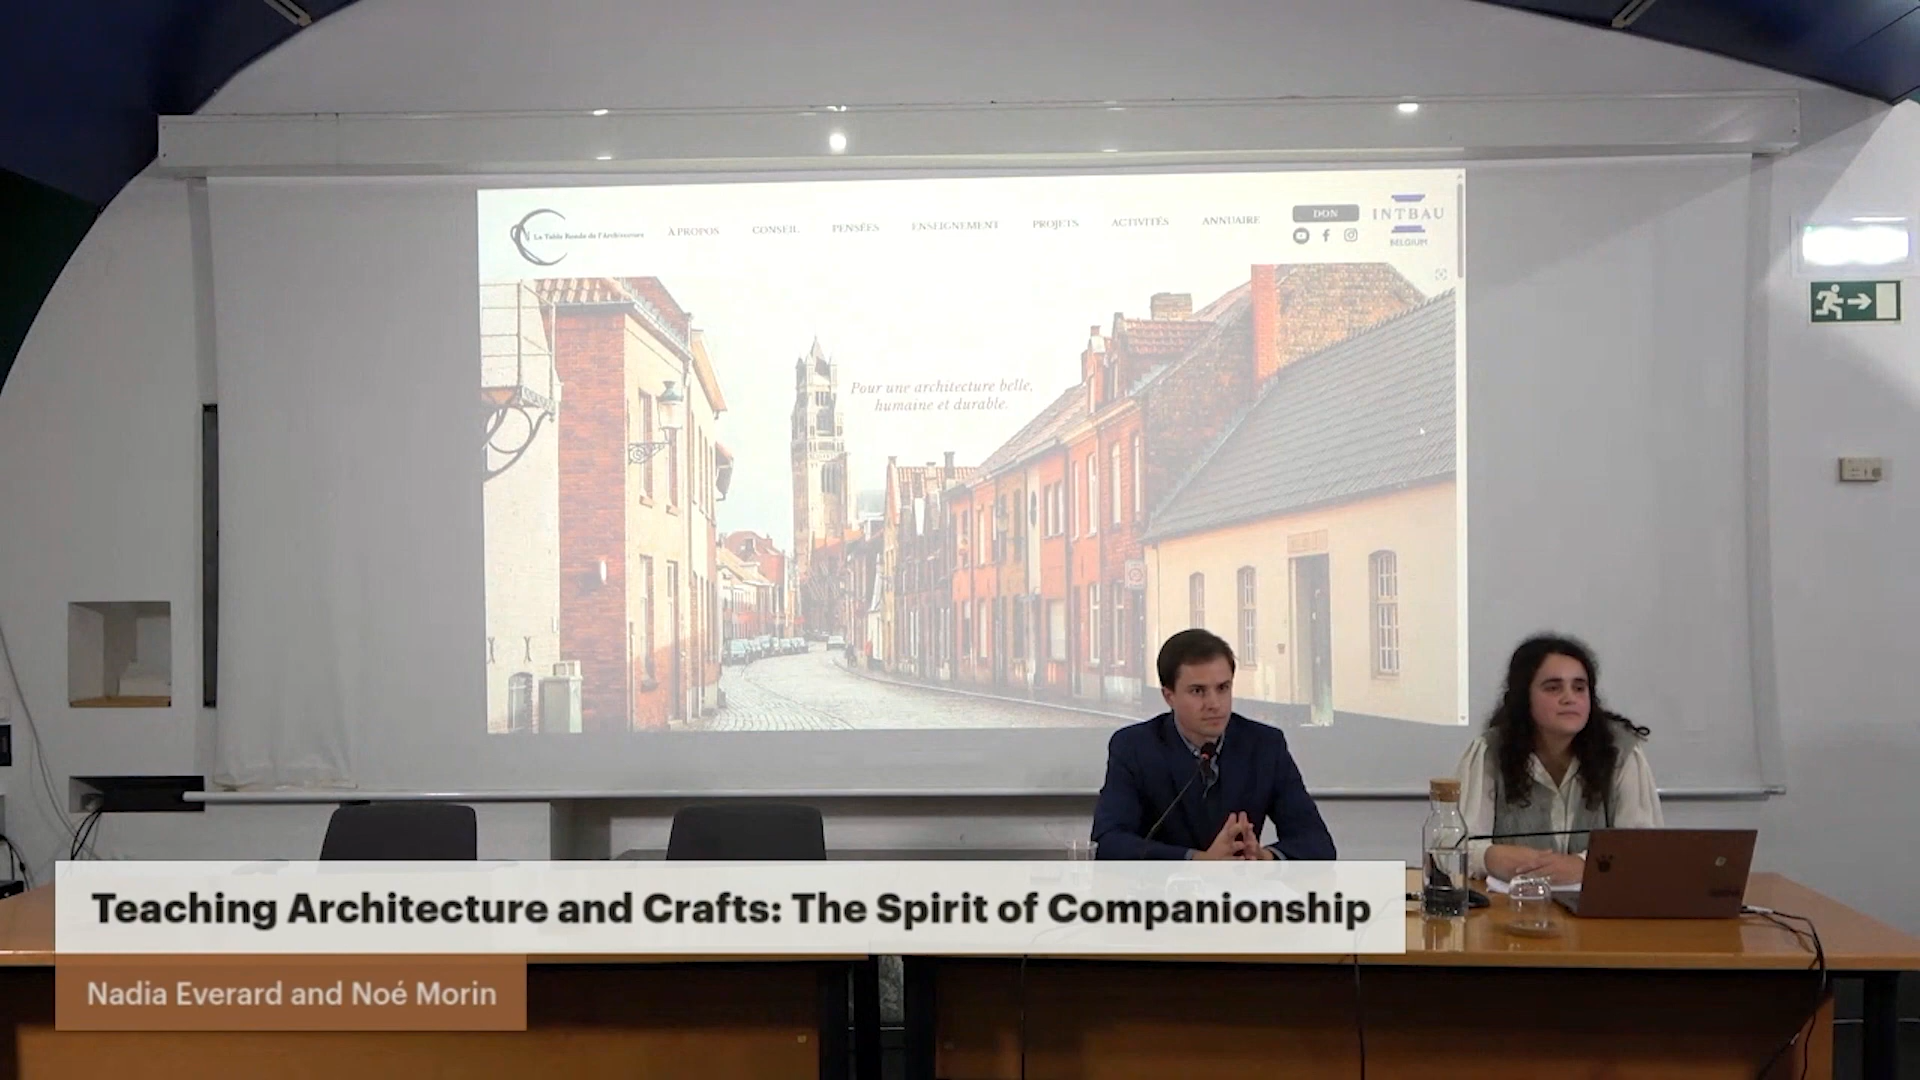 La Table Ronde de l'Architecture
À PROPOS
CONSEIL
PENSÉES
ENSEIGNEMENT
PROJETS
ACTIVITÉS
ANNUAIRE
DON
INTBAU
BELGIUM
Pour une architecture belle,
humaine et durable.
Teaching Architecture and Crafts: The Spirit of Companionship
Nadia Everard and Noé Morin